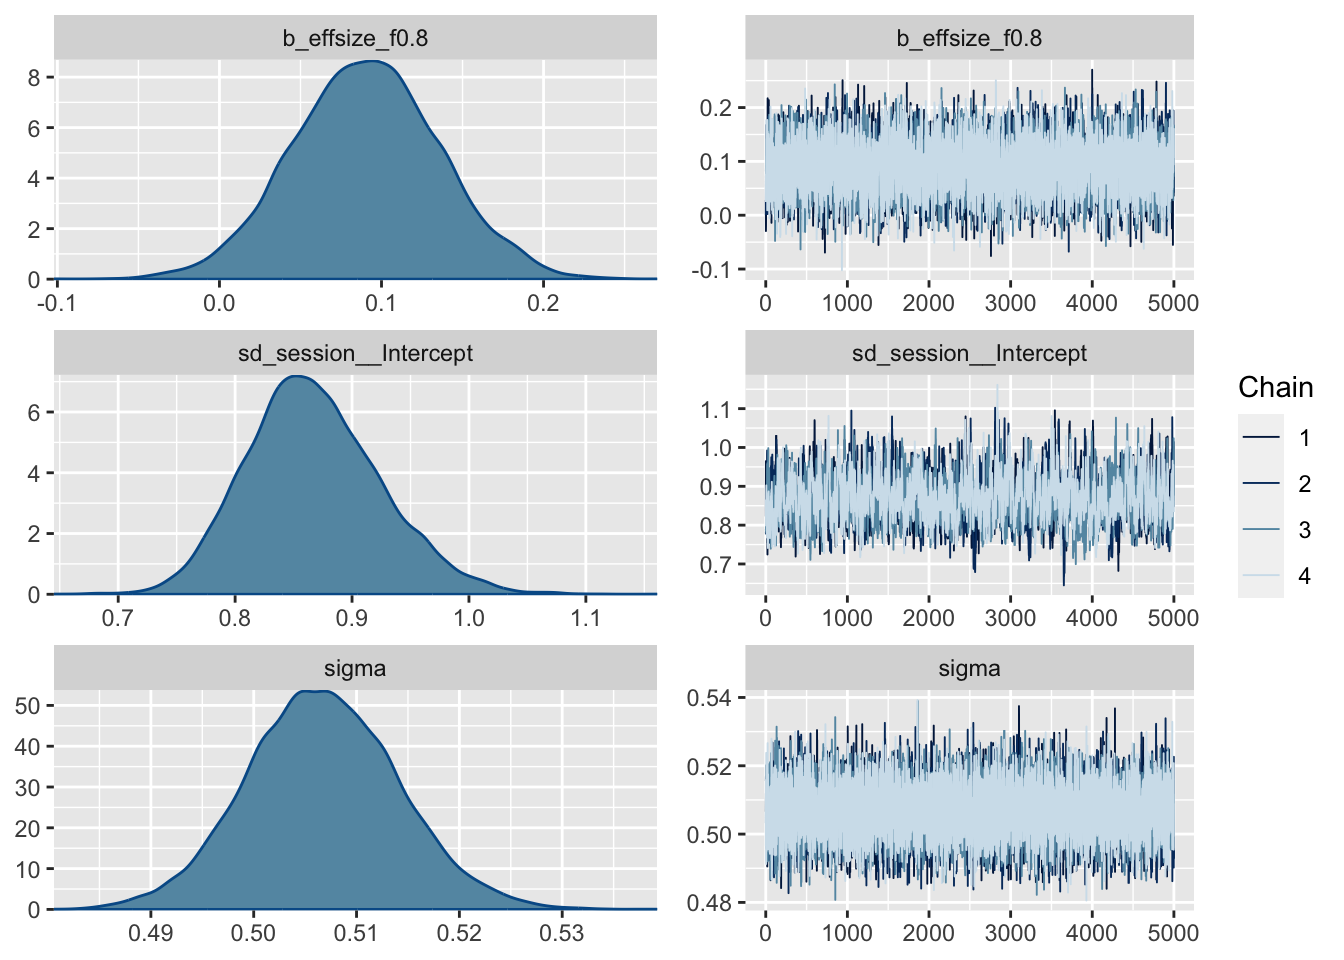 b_effsize_f0.8
8
6
4
2
0
-0.1 0.0 0.1 0.2
b_effsize_f0.8
0.2
0.1
0.0
-0.1
0 1000 2000 3000 4000 5000
sd_session__Intercept
6
4
2
0
0.7 0.8 0.9 1.0 1.1
sd_session__Intercept
1.1
1.0
0.9
0.8
0.7
0 1000 2000 3000 4000 5000
sigma
50
40
30
20
10
0
0.49 0.50 0.51 0.52 0.53
sigma
0.54
0.52
0.50
0.48
0 1000 2000 3000 4000 5000
Chain
1
2
3
4